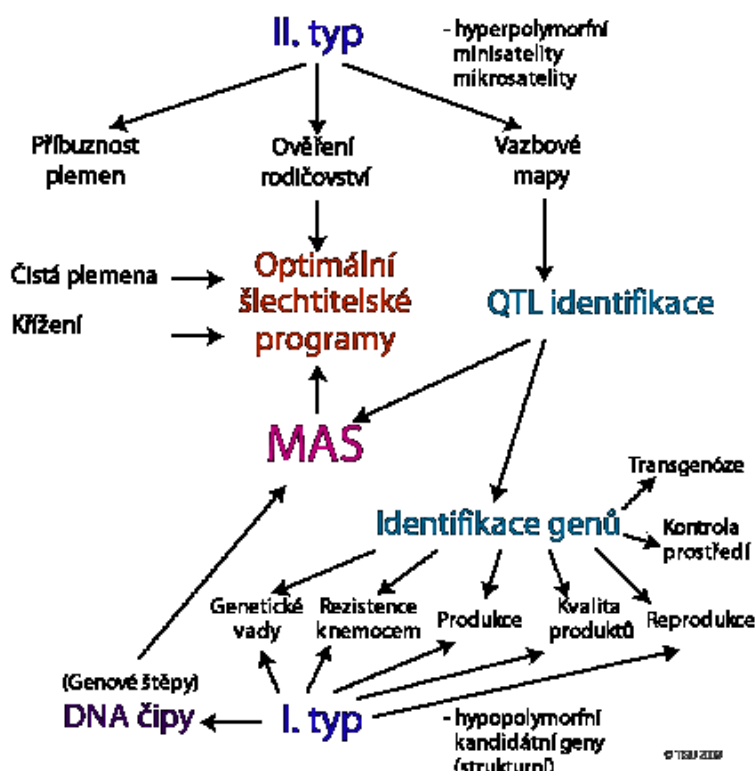 II. typ
- hyperpolymorfní
minisatelity
mikrosatelity
Příbuznost
plemen
Ověření
rodičovství
Vazbové
mapy
Čistá plemena
Křížení
Optimální
šlechtitelské
programy
QTL identifikace
MAS
Transgenóze
Identifikace genů
Kontrola
prostředí
Genetické
vady
Rezistence
k nemocem
Produkce
Kvalita
produktů
Reprodukce
(Genové štěpy)
DNA čipy
I. typ
- hypopolymorfní
kandidátní geny
(strukturní)